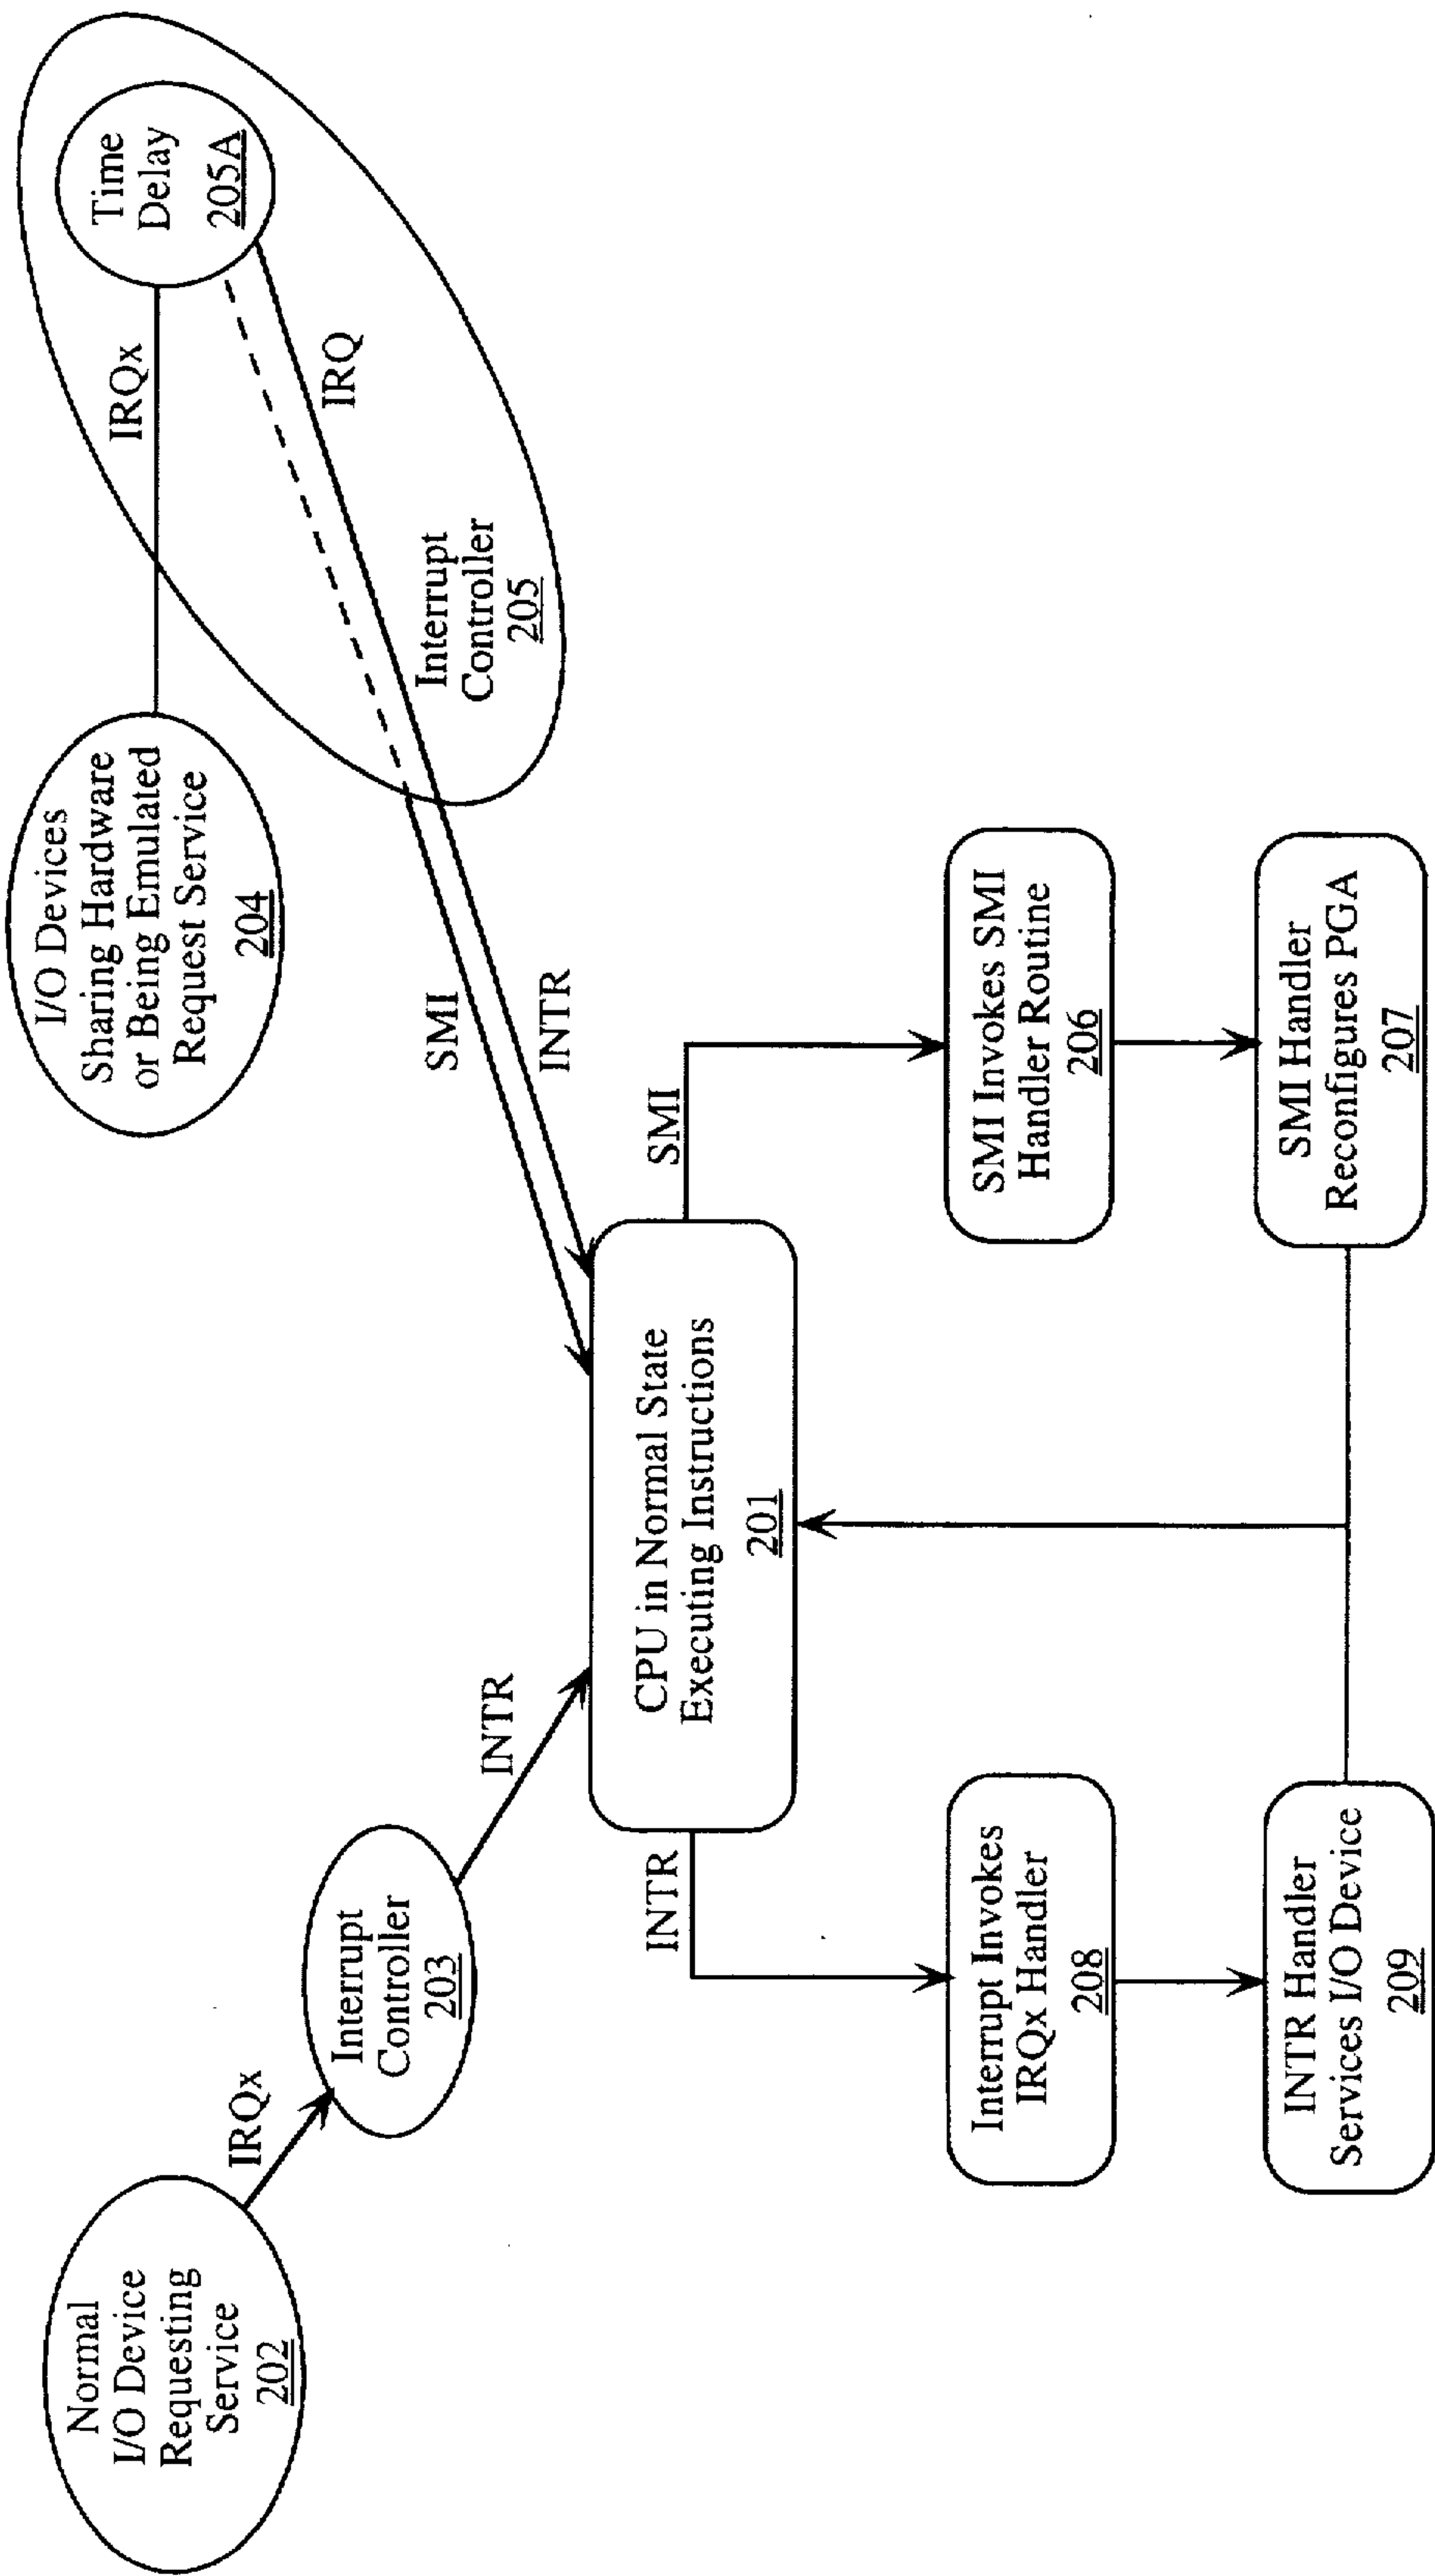 Normal
I/O Device
Requesting
Service
202
IRQx
Interrupt
Controller
203
INTR
I/O Devices
Sharing Hardware
or Being Emulated
Request Service
204
IRQx
Time
Delay
205A
IRQ
Interrupt
Controller
205
SMI
INTR
CPU in Normal State
Executing Instructions
201
INTR
SMI
Interrupt Invokes
IRQx Handler
208
SMI Invokes SMI
Handler Routine
206
INTR Handler
Services I/O Device
209
SMI Handler
Reconfigures PGA
207